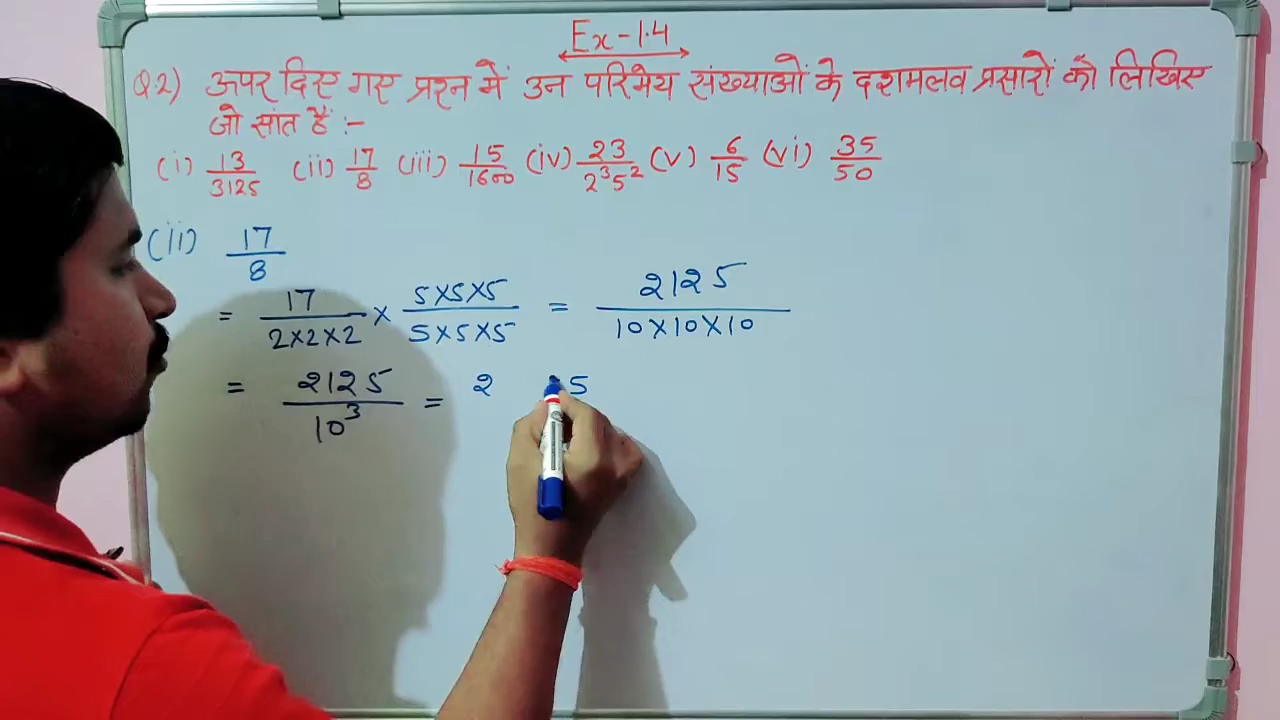 Ex-1.4
Q2) ऊपर दिए गए प्रश्न में उन परिमेय संख्याओं के दशमलव प्रसारों को लिखिए
जो सांत हैं :-
(i) 13/3125 (ii) 17/8 (iii) 15/1600 (iv) 23/2³5² (v) 6/15 (vi) 35/50
(ii) 17/8
= 17/2×2×2 × 5×5×5/5×5×5 = 2125/10×10×10
= 2125/10³ = 2 5